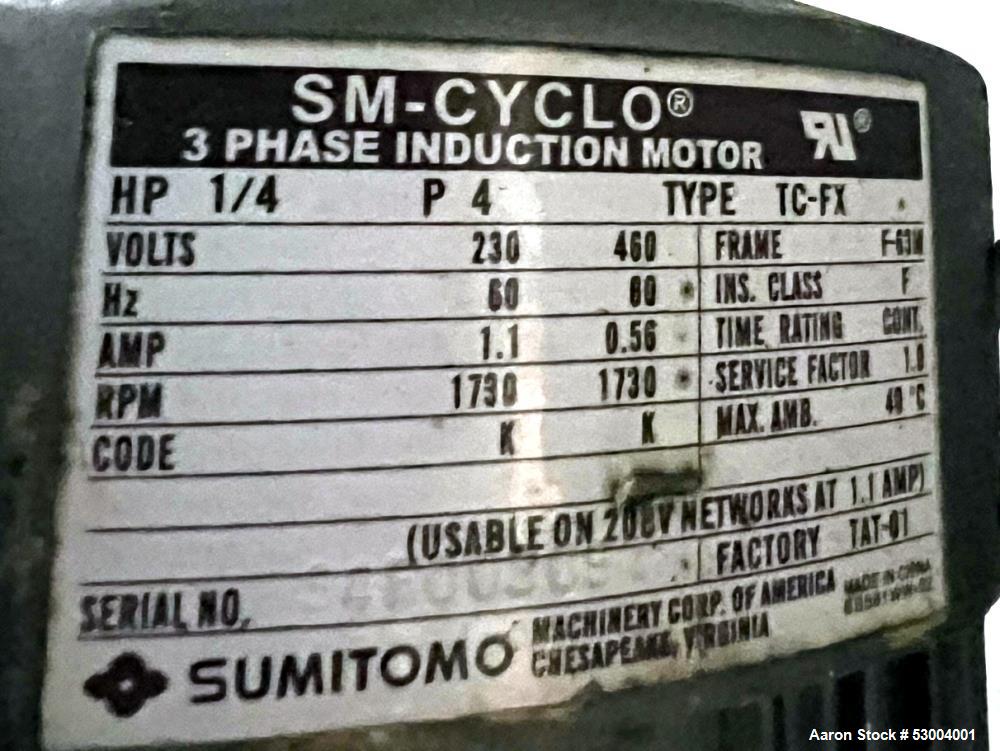 SM-CYCLO®
3 PHASE INDUCTION MOTOR
HP 1/4 P 4 TYPE TC-FX
VOLTS 230 460 FRAME F-63M
Hz 60 60 INS. CLASS F
AMP 1.1 0.56 TIME RATING CONT.
RPM 1730 1730 SERVICE FACTOR 1.0
CODE K K MAX. AMB. 40 °C
(USABLE ON 208V NETWORKS AT 1.1 AMP)
FACTORY TAT-01
SERIAL NO.
SUMITOMO MACHINERY CORP. OF AMERICA
CHESAPEAKE, VIRGINIA
MADE IN CHINA
Aaron Stock # 53004001